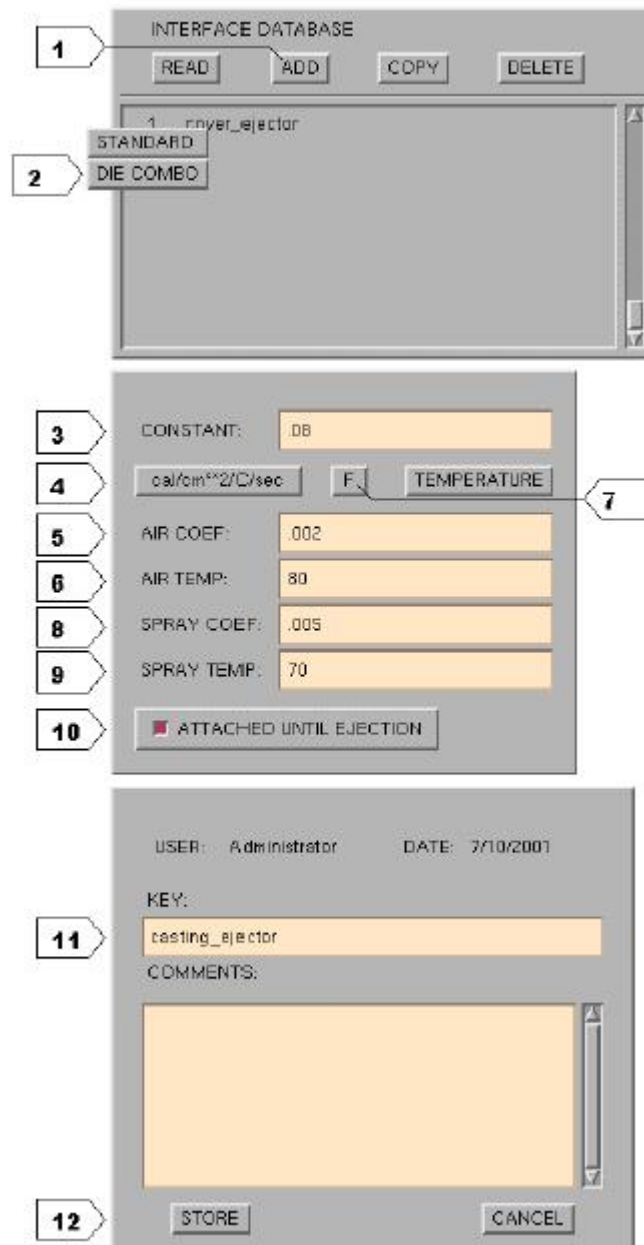 INTERFACE DATABASE
1
READ ADD COPY DELETE
1 cover_ejector
STANDARD
2 DIE COMBO
3 CONSTANT: .08
4 cal/cm**2/C/sec F TEMPERATURE
7
5 AIR COEF: .002
6 AIR TEMP: 80
8 SPRAY COEF: .005
9 SPRAY TEMP: 70
10 ATTACHED UNTIL EJECTION
USER: Administrator DATE: 7/10/2001
KEY:
11 casting_ejector
COMMENTS:
12 STORE CANCEL